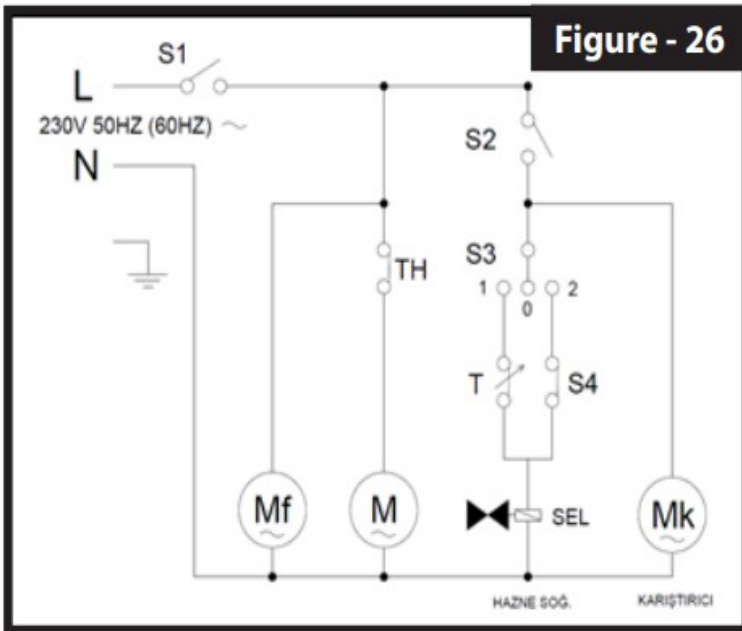 Figure - 26
S1
L
230V 50HZ (60HZ) ~
N
S2
S3
TH
1
0
2
T
S4
Mf
M
SEL
Mk
HAZNE SOĞ.
KARIŞTIRICI